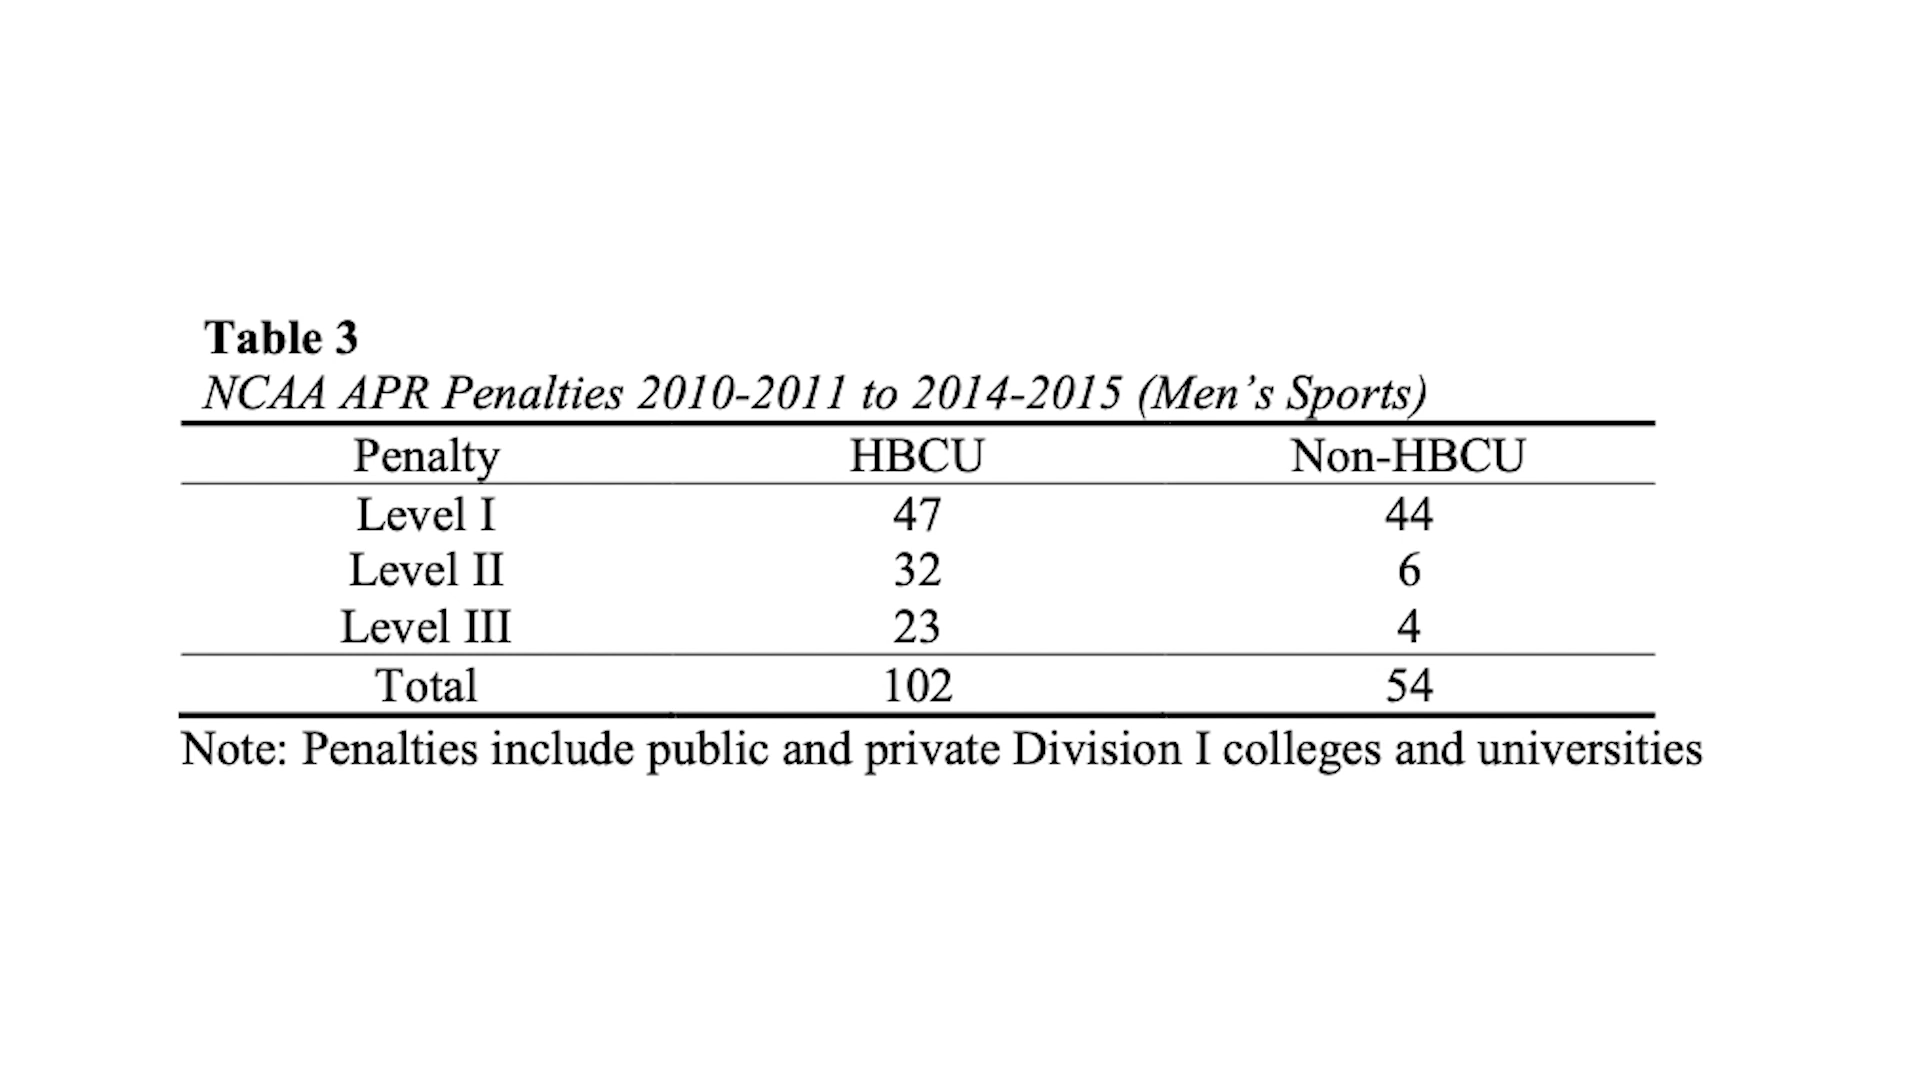 Table 3
NCAA APR Penalties 2010-2011 to 2014-2015 (Men’s Sports)
Penalty HBCU Non-HBCU
Level I 47 44
Level II 32 6
Level III 23 4
Total 102 54
Note: Penalties include public and private Division I colleges and universities